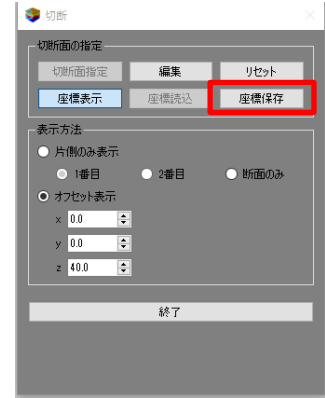 切断
切断面の指定
切断面指定 編集 リセット
座標表示 座標読込 座標保存
表示方法
片側のみ表示
1番目 2番目 断面のみ
オフセット表示
x 0.0
y 0.0
z 40.0
終了